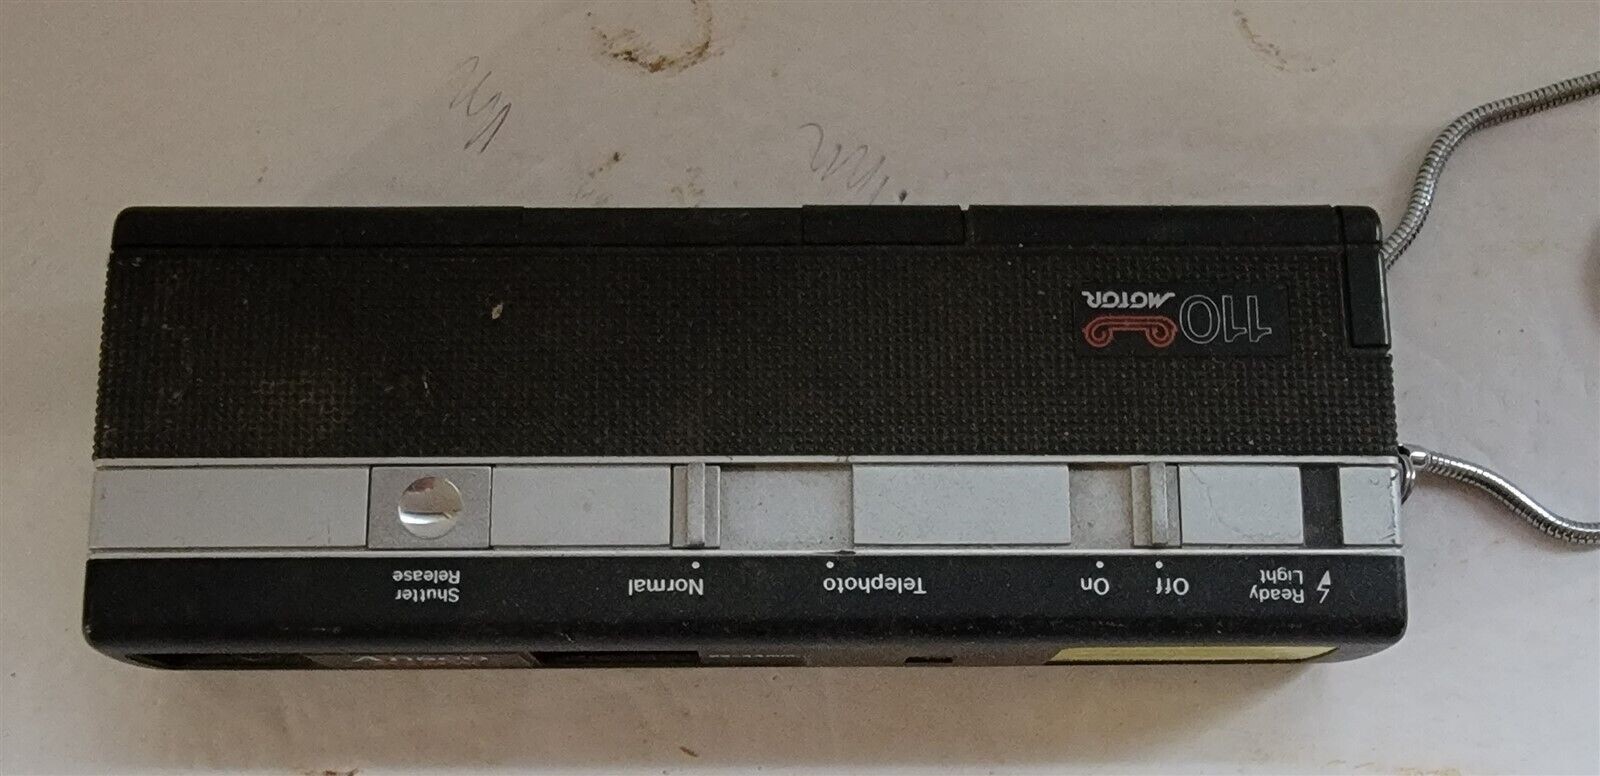 110 MOTOR
Ready
Light
Off
On
Telephoto
Normal
Shutter
Release